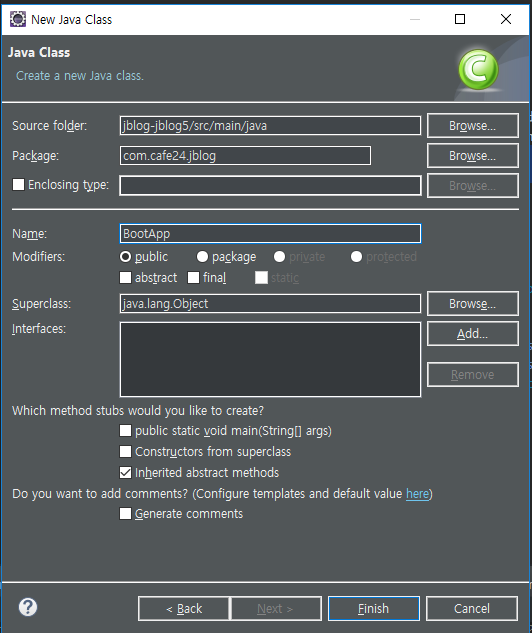 New Java Class
Java Class
Create a new Java class.
C
Source folder: jblog-jblog5/src/main/java Browse...
Package: com.cafe24.jblog Browse...
Enclosing type: Browse...
Name: BootApp
Modifiers: public package private protected
abstract final static
Superclass: java.lang.Object Browse...
Interfaces: Add...
Remove
Which method stubs would you like to create?
public static void main(String[] args)
Constructors from superclass
Inherited abstract methods
Do you want to add comments? (Configure templates and default value here)
Generate comments
? < Back Next > Finish Cancel